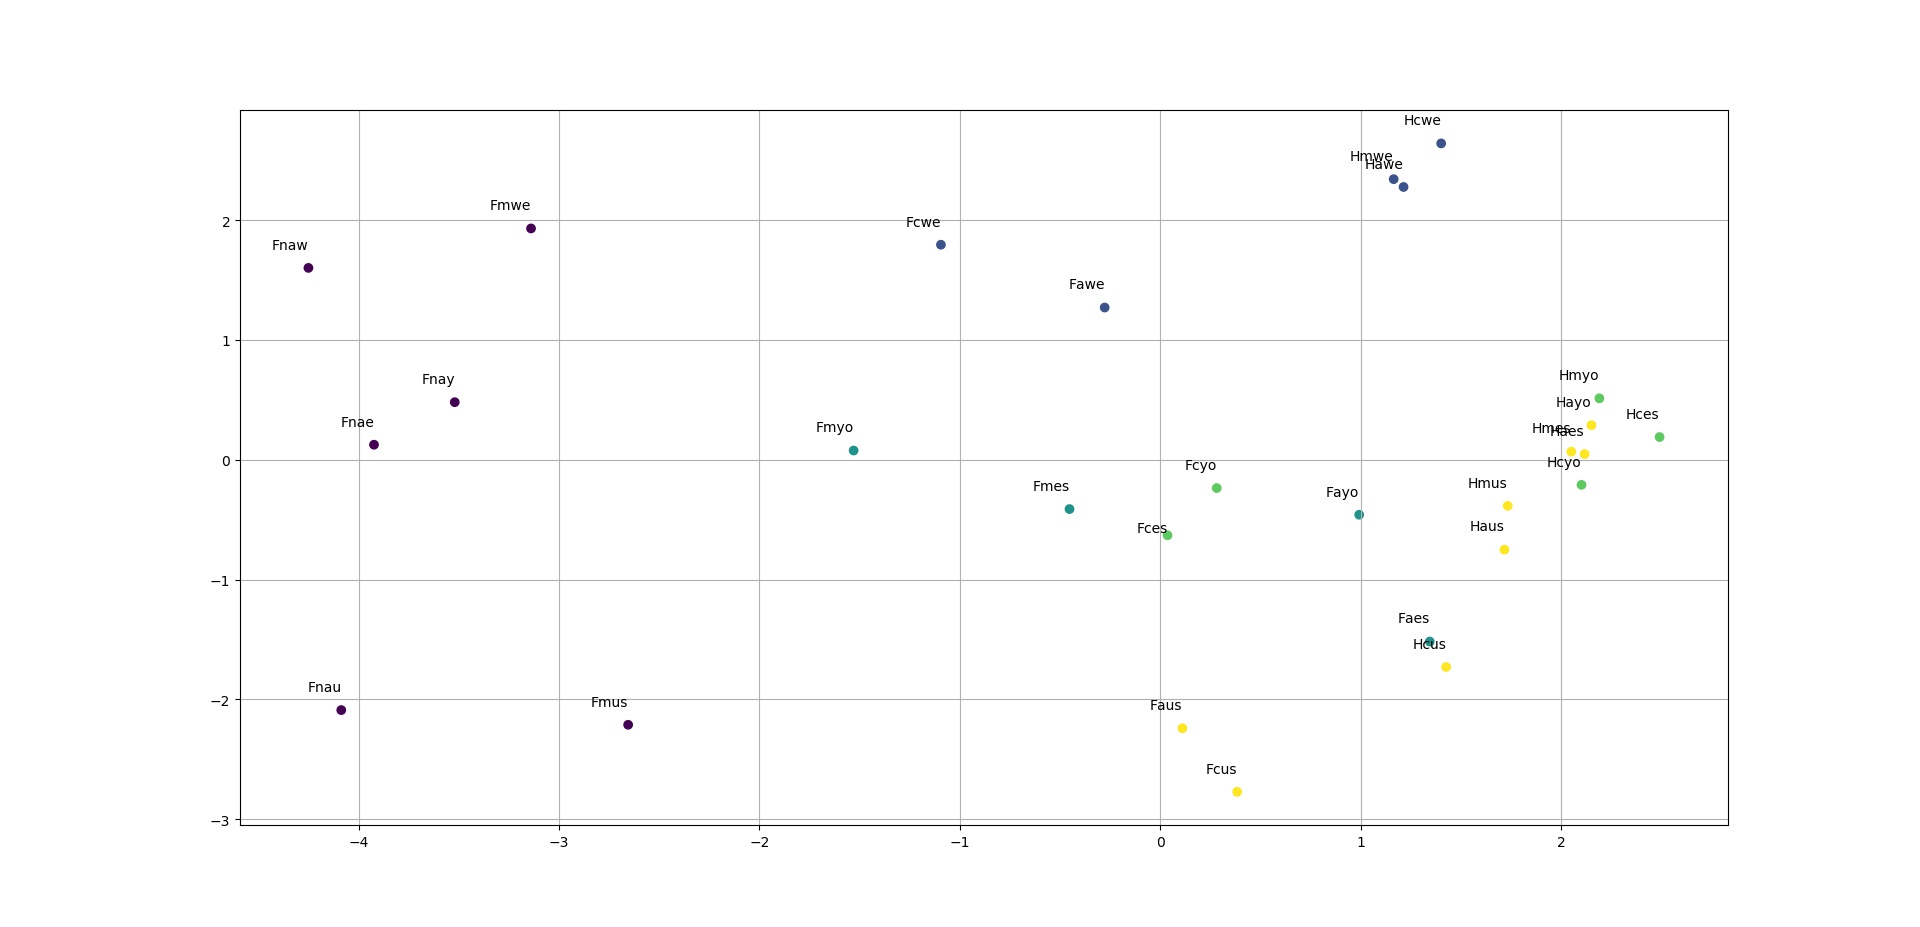 Hcwe
Hmwe
Hawe
Fmwe
Fcwe
Fnaw
Fawe
Hmyo
Fnay
Hayo
Hces
Fnae
Fmyo
Hmes
Haes
Hcyo
Fcyo
Fmes
Hmus
Fayo
Fces
Haus
Faes
Hcus
Fnau
Fmus
Faus
Fcus
2
1
0
−1
−2
−3
−4 −3 −2 −1 0 1 2